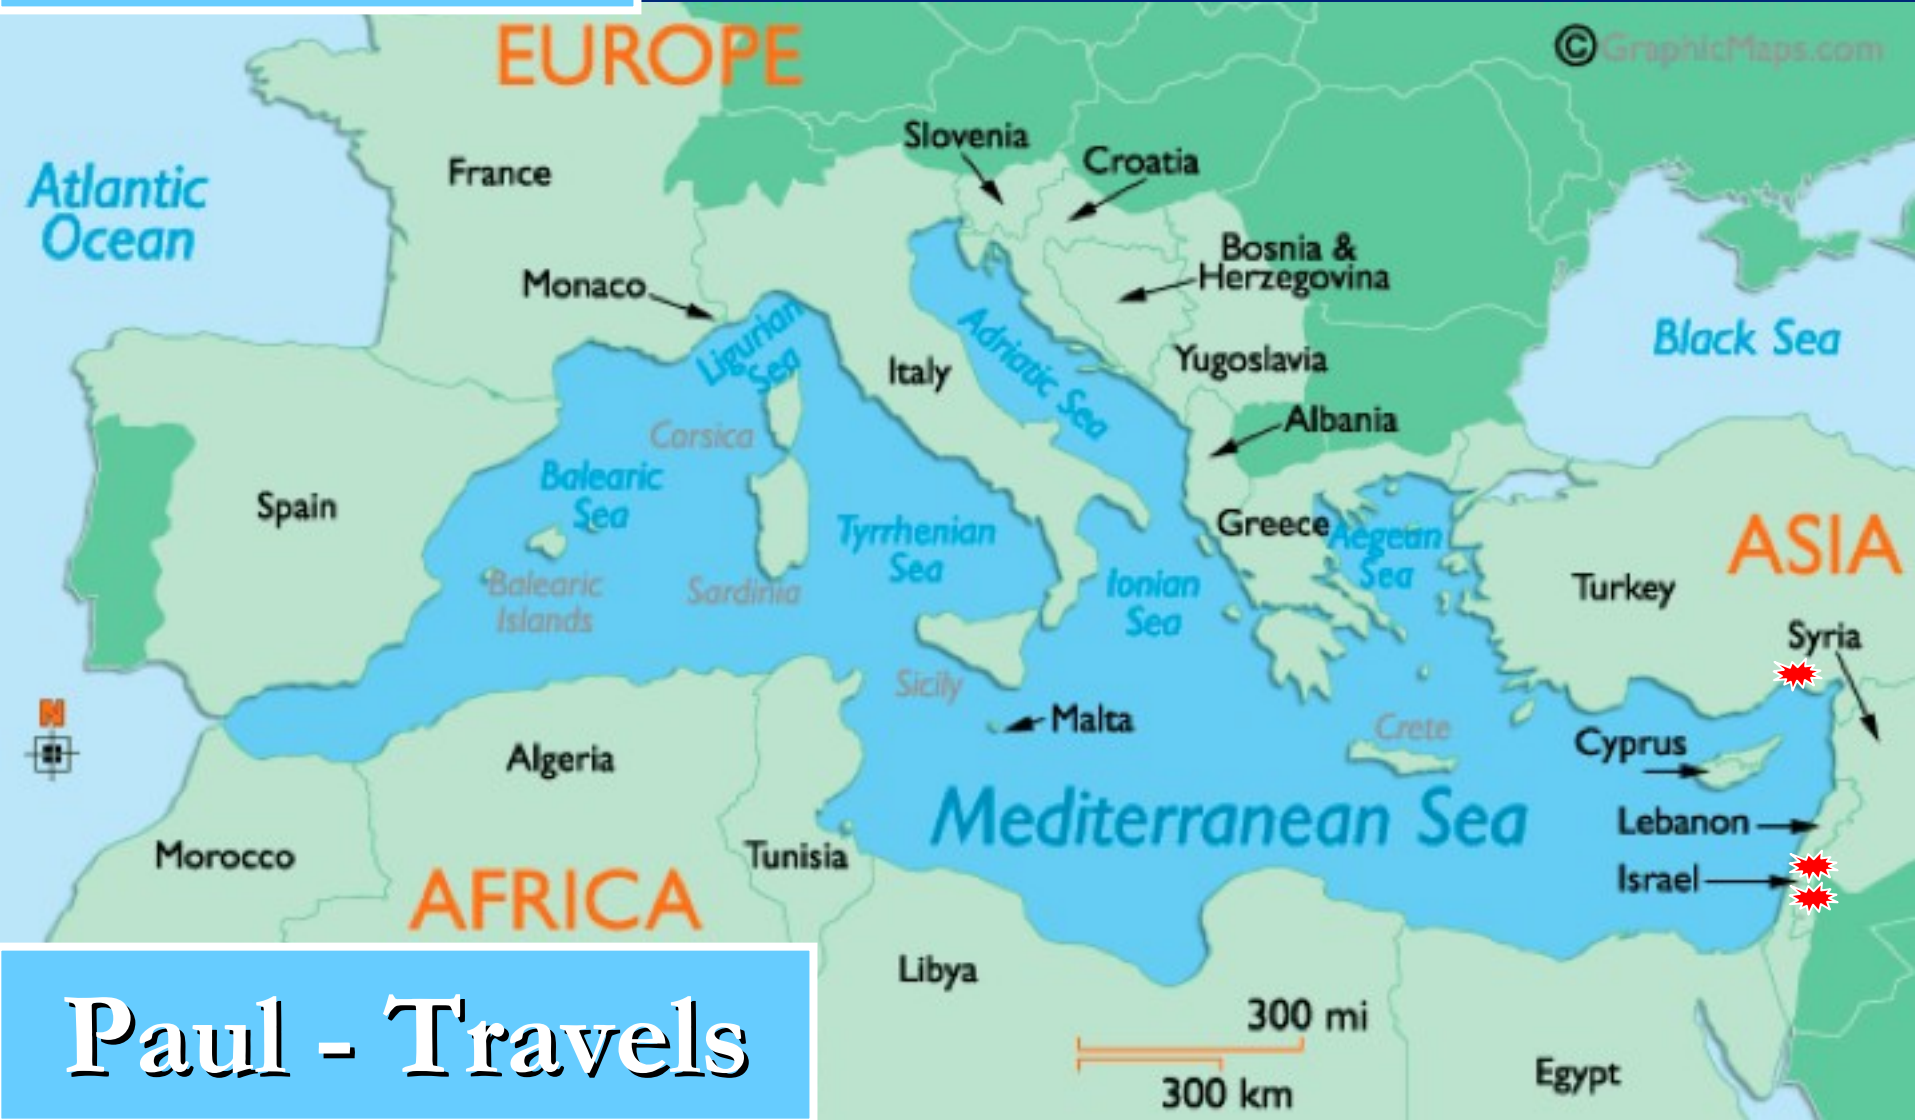 EUROPE
©GraphicMaps.com
Slovenia
Croatia
France
Atlantic
Ocean
Bosnia &
Herzegovina
Monaco
Ligurian
Sea
Adriatic Sea
Black Sea
Italy
Yugoslavia
Albania
Corsica
Balearic
Sea
Spain
Tyrrhenian
Sea
Greece
Aegean
Sea
ASIA
Turkey
Balearic
Islands
Sardinia
Ionian
Sea
Syria
Sicily
N
Malta
Crete
Cyprus
Algeria
Mediterranean Sea
Lebanon
Morocco
Tunisia
Israel
AFRICA
Libya
300 mi
300 km
Egypt
Paul - Travels